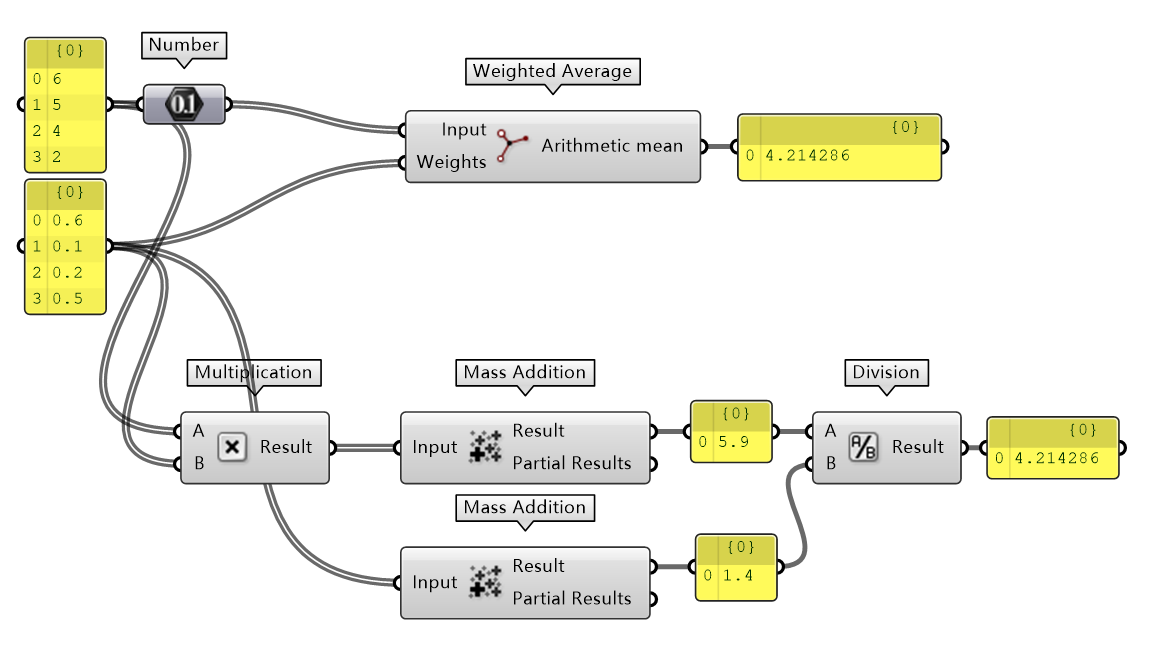 Number
{0}
0 6
1 5
2 4
3 2
0.1
Weighted Average
Input
Weights
Arithmetic mean
{0}
0 4.214286
{0}
0 0.6
1 0.1
2 0.2
3 0.5
Multiplication
A
B
Result
Mass Addition
Input
Result
Partial Results
{0}
0 5.9
Division
A
B
A/B
Result
{0}
0 4.214286
Mass Addition
Input
Result
Partial Results
{0}
0 1.4